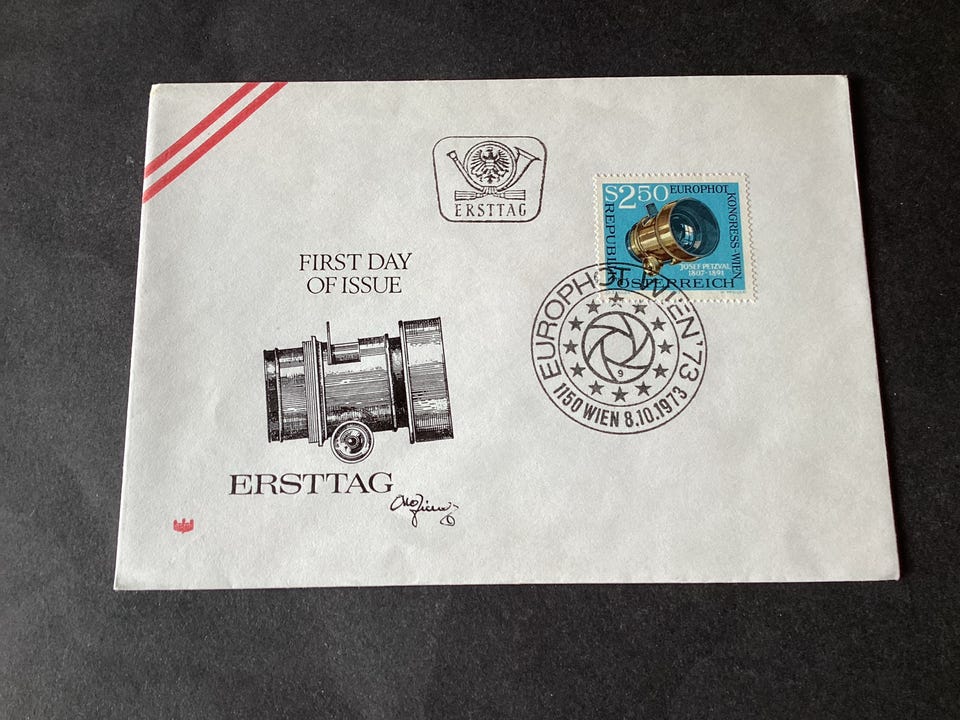 ERSTTAG
S2.50 EUROPHOT
KONGRESS-WIEN
REPUBLIK
ÖSTERREICH
JOSEF PETZVAL
1807-1891
FIRST DAY
OF ISSUE
EUROPHOT WIEN'73
1150 WIEN 8.10.1973
9
ERSTTAG